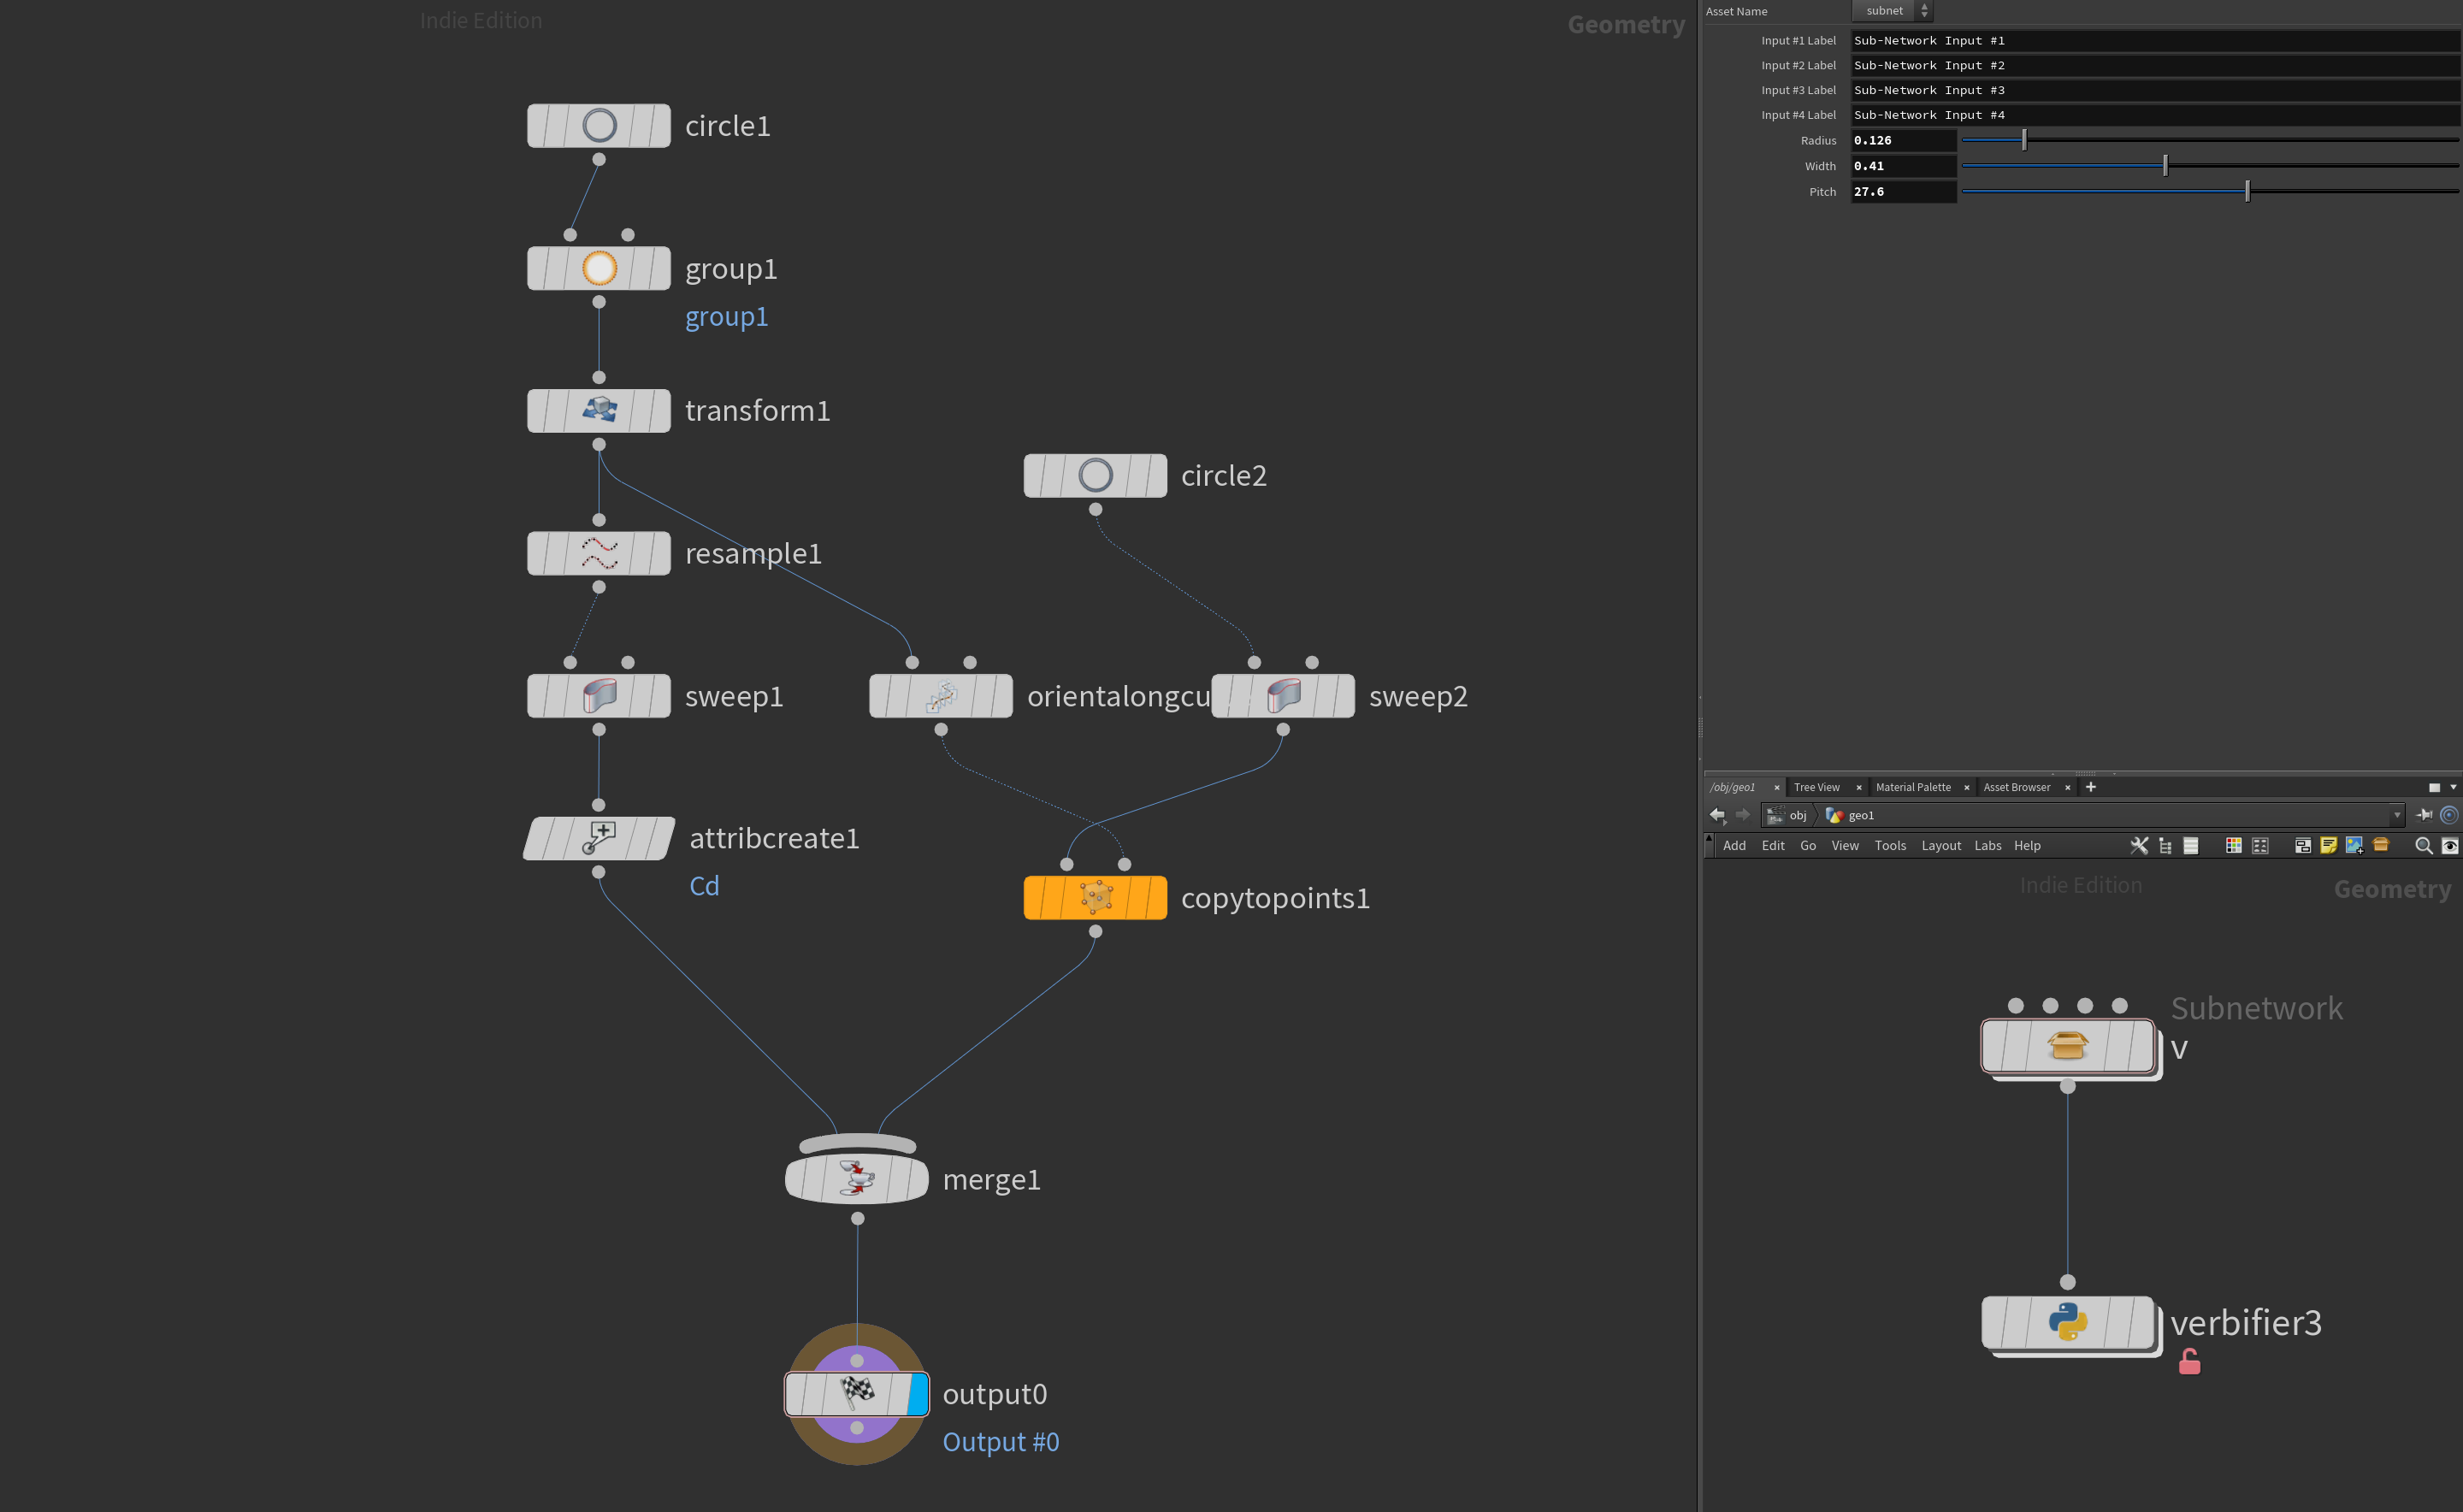 Indie Edition
Geometry
circle1
group1
group1
transform1
circle2
resample1
sweep1
orientalongcu
sweep2
attribcreate1
Cd
copytopoints1
merge1
output0
Output #0
Asset Name subnet
Input #1 Label Sub-Network Input #1
Input #2 Label Sub-Network Input #2
Input #3 Label Sub-Network Input #3
Input #4 Label Sub-Network Input #4
Radius 0.126
Width 0.41
Pitch 27.6
/obj/geo1 × Tree View × Material Palette × Asset Browser × +
obj geo1
Add Edit Go View Tools Layout Labs Help
Indie Edition
Geometry
Subnetwork
v
verbifier3